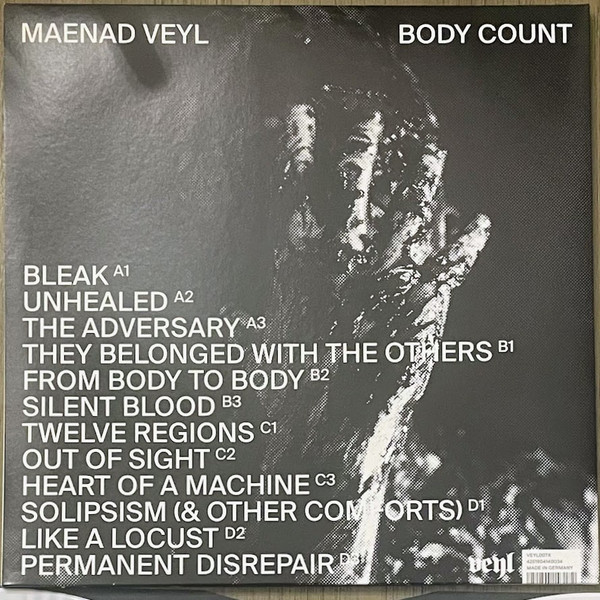 MAENAD VEYL
BODY COUNT
BLEAK A1
UNHEALED A2
THE ADVERSARY A3
THEY BELONGED WITH THE OTHERS B1
FROM BODY TO BODY B2
SILENT BLOOD B3
TWELVE REGIONS C1
OUT OF SIGHT C2
HEART OF A MACHINE C3
SOLIPSISM (& OTHER COMFORTS) D1
LIKE A LOCUST D2
PERMANENT DISREPAIR D3
veyl
MADE IN GERMANY